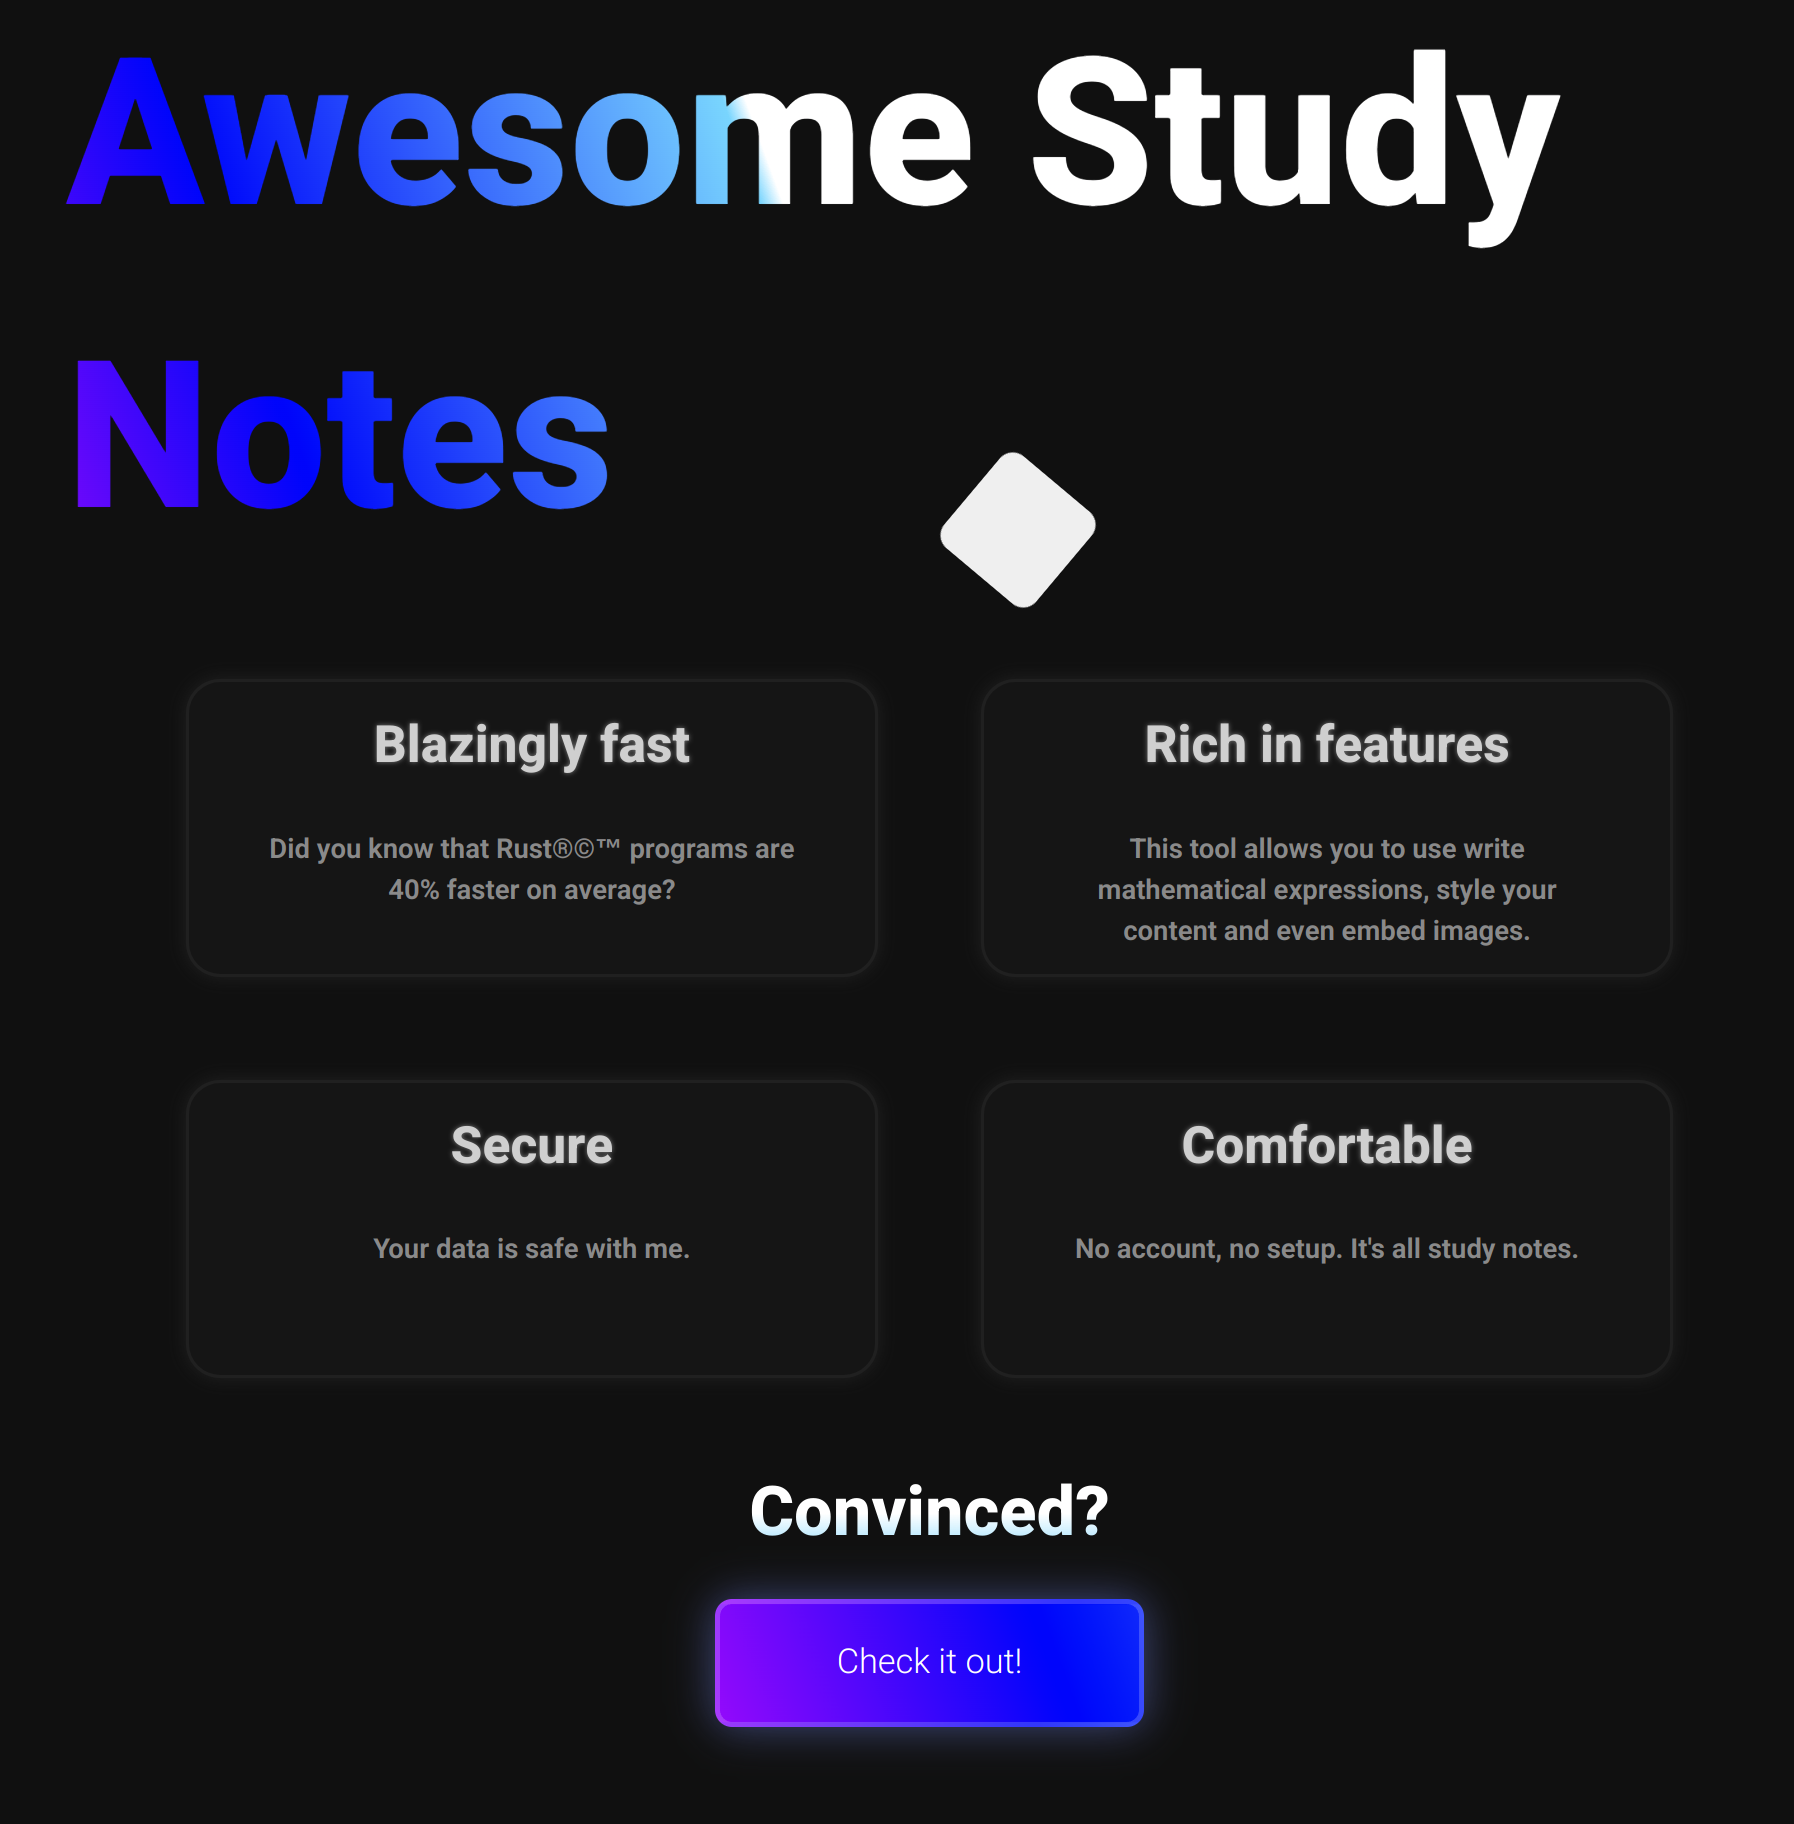 Awesome Study
Notes
Blazingly fast
Did you know that Rust®©™ programs are
40% faster on average?
Rich in features
This tool allows you to use write
mathematical expressions, style your
content and even embed images.
Secure
Your data is safe with me.
Comfortable
No account, no setup. It's all study notes.
Convinced?
Check it out!